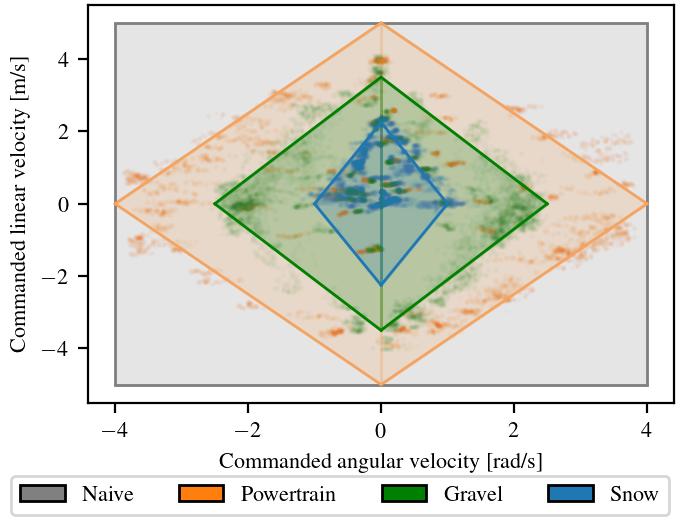 Commanded linear velocity [m/s]
4
2
0
−2
−4
−4 −2 0 2 4
Commanded angular velocity [rad/s]
Naive Powertrain Gravel Snow